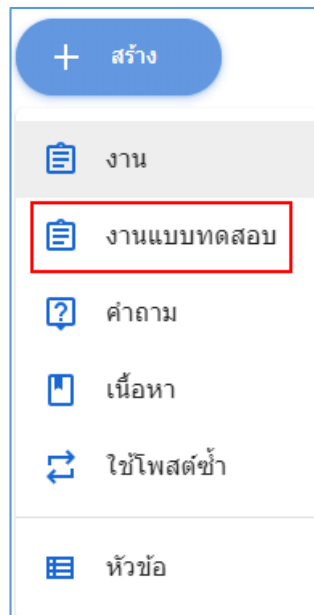 + สร้าง
งาน
งานแบบทดสอบ
คำถาม
เนื้อหา
ใช้โพสต์ซ้ำ
หัวข้อ